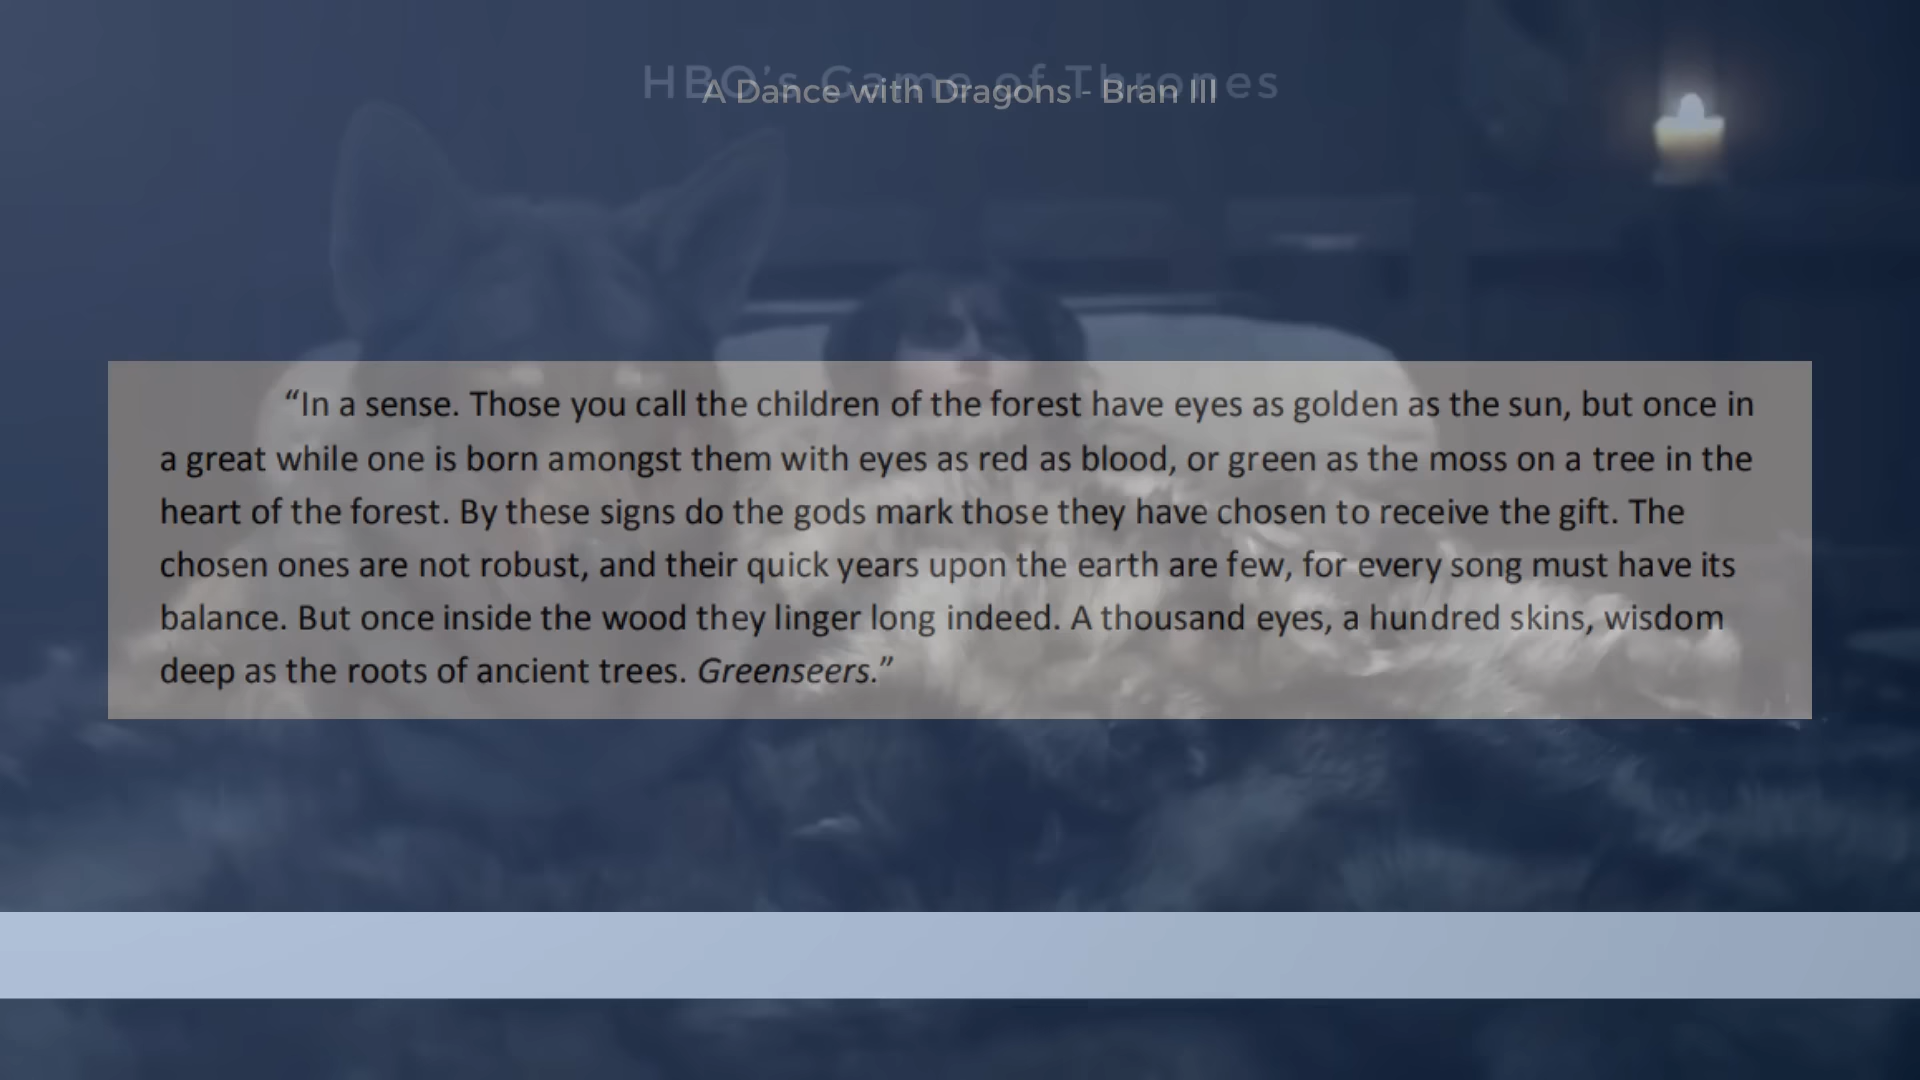 HBO's Game of Thrones
A Dance with Dragons - Bran III
“In a sense. Those you call the children of the forest have eyes as golden as the sun, but once in
a great while one is born amongst them with eyes as red as blood, or green as the moss on a tree in the
heart of the forest. By these signs do the gods mark those they have chosen to receive the gift. The
chosen ones are not robust, and their quick years upon the earth are few, for every song must have its
balance. But once inside the wood they linger long indeed. A thousand eyes, a hundred skins, wisdom
deep as the roots of ancient trees. Greenseers.”